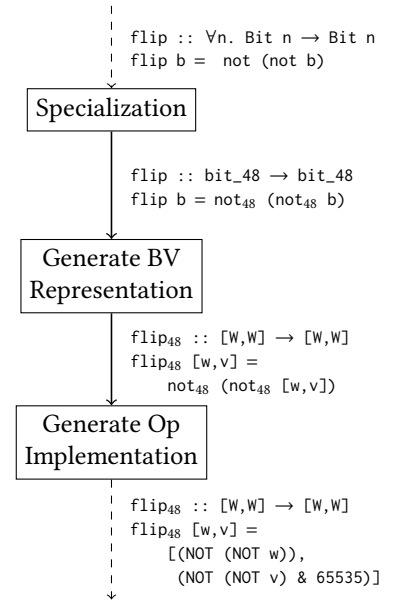 flip :: ∀n. Bit n → Bit n
flip b = not (not b)
Specialization
flip :: bit_48 → bit_48
flip b = not₄₈ (not₄₈ b)
Generate BV
Representation
flip₄₈ :: [W,W] → [W,W]
flip₄₈ [w,v] =
not₄₈ (not₄₈ [w,v])
Generate Op
Implementation
flip₄₈ :: [W,W] → [W,W]
flip₄₈ [w,v] =
[(NOT (NOT w)),
(NOT (NOT v) & 65535)]